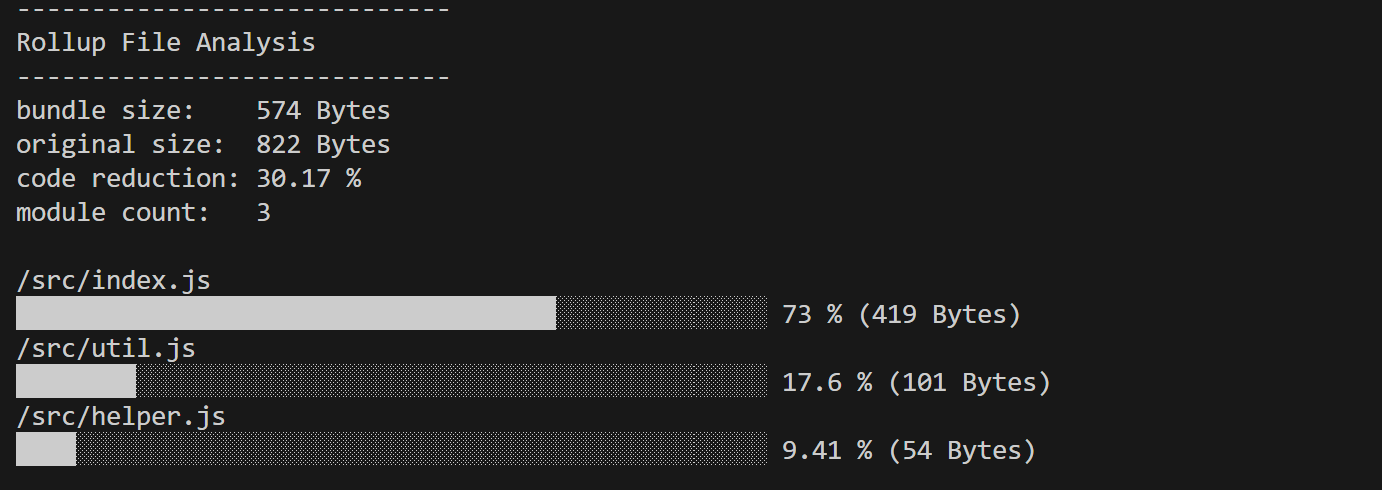 -----------------------------
Rollup File Analysis
-----------------------------
bundle size:    574 Bytes
original size:  822 Bytes
code reduction: 30.17 %
module count:   3
/src/index.js
73 % (419 Bytes)
/src/util.js
17.6 % (101 Bytes)
/src/helper.js
9.41 % (54 Bytes)